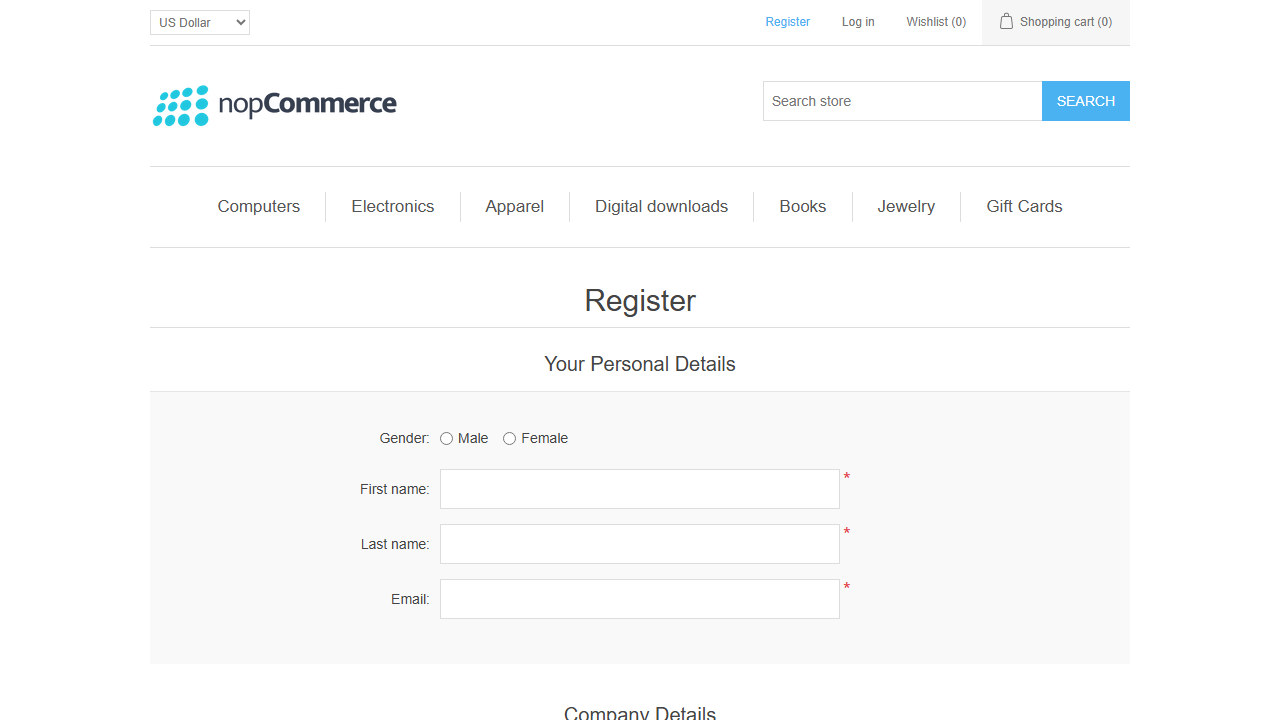 US Dollar
Register
Log in
Wishlist (0)
Shopping cart (0)
nopCommerce
Search store
SEARCH
Computers
Electronics
Apparel
Digital downloads
Books
Jewelry
Gift Cards
Register
Your Personal Details
Gender: Male Female
First name: *
Last name: *
Email: *
Company Details